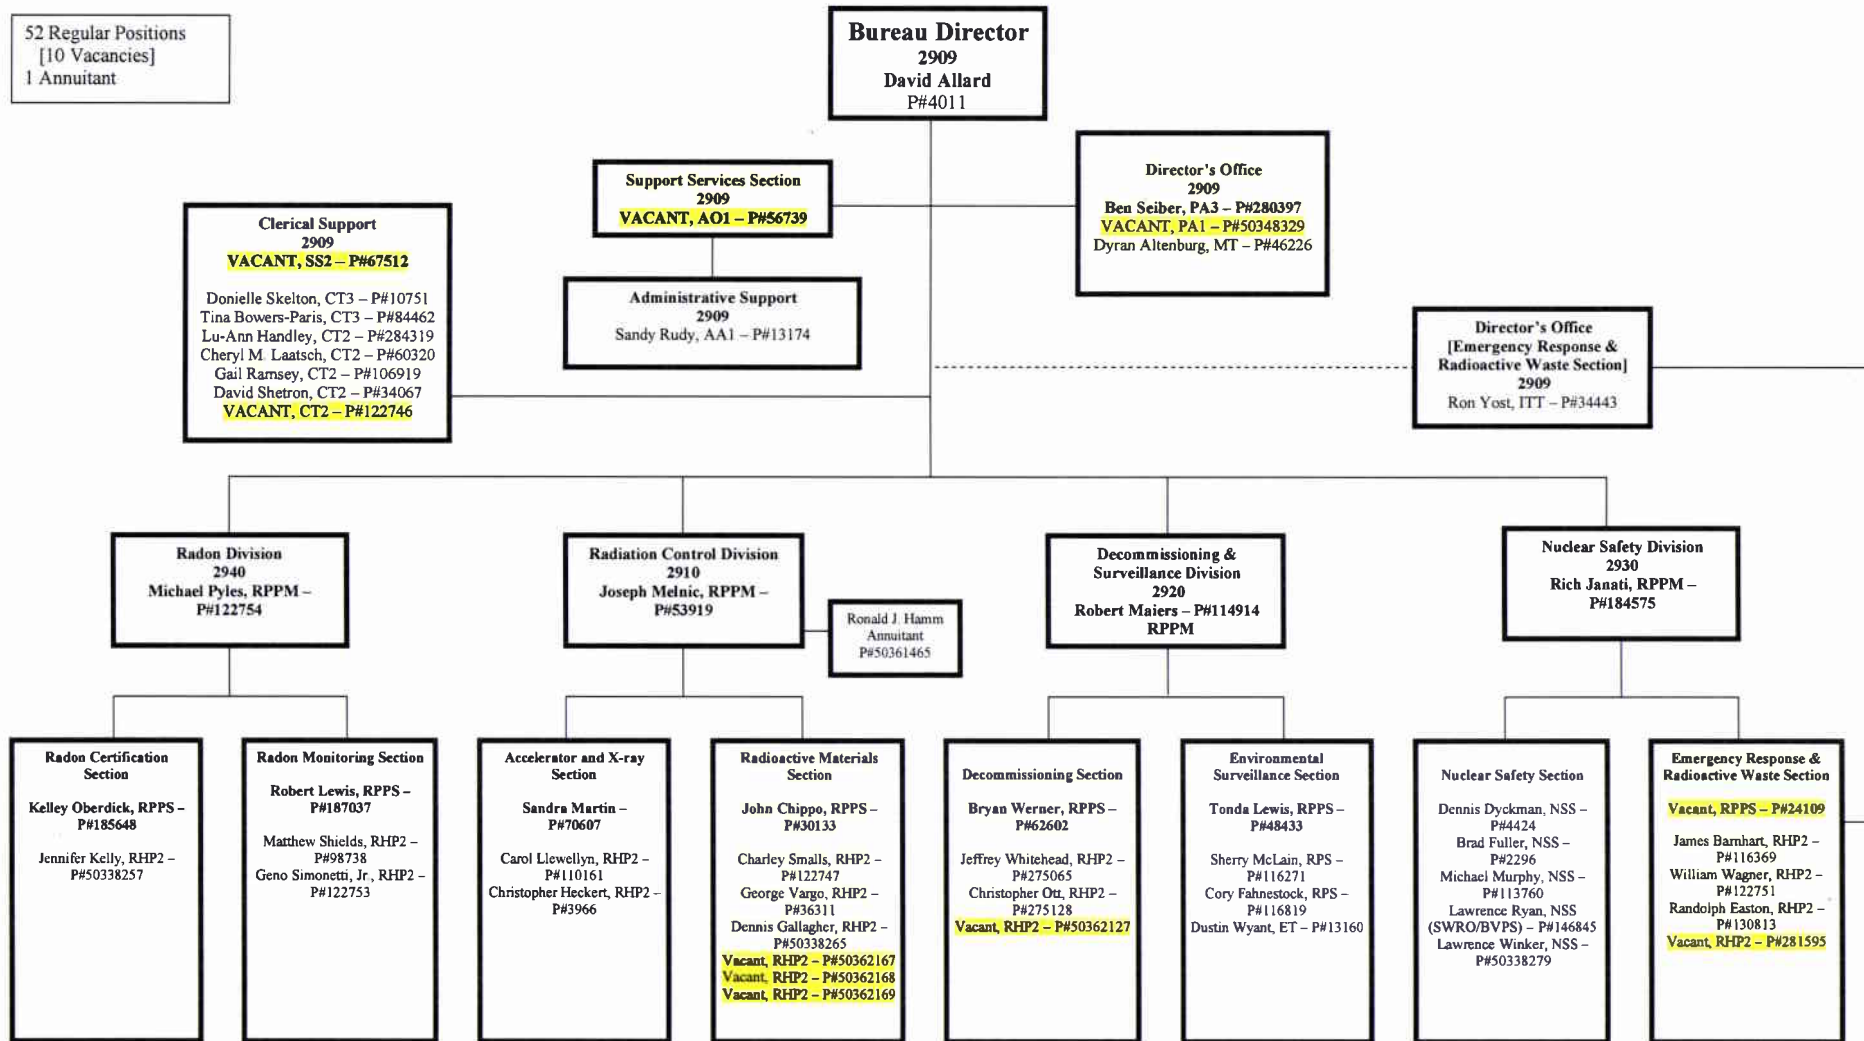 52 Regular Positions
[10 Vacancies]
1 Annuitant
Bureau Director
2909
David Allard
P#4011
Support Services Section
2909
VACANT, AO1 – P#56739
Director's Office
2909
Ben Seiber, PA3 – P#280397
VACANT, PA1 – P#50348329
Dyran Altenburg, MT – P#46226
Clerical Support
2909
VACANT, SS2 – P#67512
Donielle Skelton, CT3 – P#10751
Tina Bowers-Paris, CT3 – P#84462
Lu-Ann Handley, CT2 – P#284319
Cheryl M. Laatsch, CT2 – P#60320
Gail Ramsey, CT2 – P#106919
David Shetron, CT2 – P#34067
VACANT, CT2 – P#122746
Administrative Support
2909
Sandy Rudy, AA1 – P#13174
Director's Office
[Emergency Response &
Radioactive Waste Section]
2909
Ron Yost, ITT – P#34443
Radon Division
2940
Michael Pyles, RPPM –
P#122754
Radiation Control Division
2910
Joseph Melnic, RPPM –
P#53919
Ronald J. Hamm
Annuitant
P#50361465
Decommissioning &
Surveillance Division
2920
Robert Maiers – P#114914
RPPM
Nuclear Safety Division
2930
Rich Janati, RPPM –
P#184575
Radon Certification
Section
Kelley Oberdick, RPPS –
P#185648
Jennifer Kelly, RHP2 –
P#50338257
Radon Monitoring Section
Robert Lewis, RPPS –
P#187037
Matthew Shields, RHP2 –
P#98738
Geno Simonetti, Jr., RHP2 –
P#122753
Accelerator and X-ray
Section
Sandra Martin –
P#70607
Carol Llewellyn, RHP2 –
P#110161
Christopher Heckert, RHP2 –
P#3966
Radioactive Materials
Section
John Chippo, RPPS –
P#30133
Charley Smalls, RHP2 –
P#122747
George Vargo, RHP2 –
P#36311
Dennis Gallagher, RHP2 –
P#50338265
Vacant, RHP2 – P#50362167
Vacant, RHP2 – P#50362168
Vacant, RHP2 – P#50362169
Decommissioning Section
Bryan Werner, RPPS –
P#62602
Jeffrey Whitehead, RHP2 –
P#275065
Christopher Ott, RHP2 –
P#275128
Vacant, RHP2 – P#50362127
Environmental
Surveillance Section
Tonda Lewis, RPPS –
P#48433
Sherry McLain, RPS –
P#116271
Cory Fahnestock, RPS –
P#116819
Dustin Wyant, ET – P#13160
Nuclear Safety Section
Dennis Dyckman, NSS –
P#4424
Brad Fuller, NSS –
P#2296
Michael Murphy, NSS –
P#113760
Lawrence Ryan, NSS
(SWRO/BVPS) – P#146845
Lawrence Winker, NSS –
P#50338279
Emergency Response &
Radioactive Waste Section
Vacant, RPPS – P#24109
James Barnhart, RHP2 –
P#116369
William Wagner, RHP2 –
P#122751
Randolph Easton, RHP2 –
P#130813
Vacant, RHP2 – P#281595